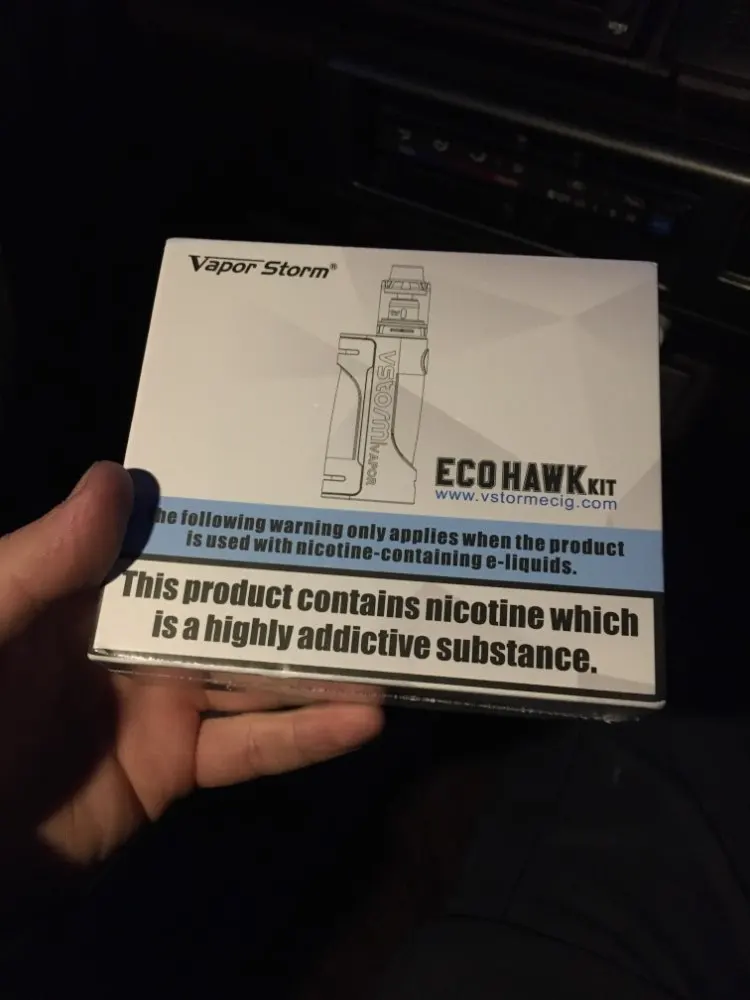 Vapor Storm®
VStorm VAPOR
ECO HAWK KIT
www.vstormecig.com
he following warning only applies when the product
is used with nicotine-containing e-liquids.
This product contains nicotine which
is a highly addictive substance.